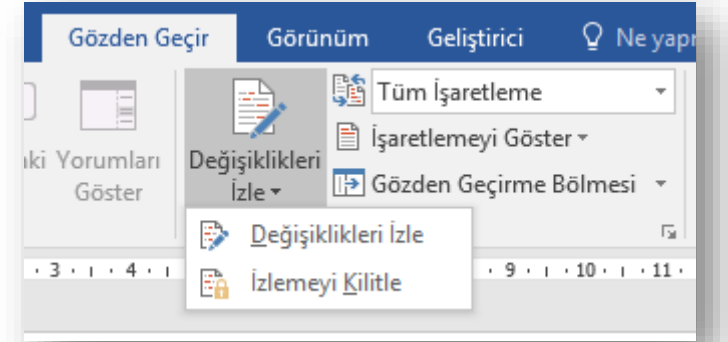 Gözden Geçir Görünüm Geliştirici Ne yapm
Tüm İşaretleme
İşaretlemeyi Göster
Gözden Geçirme Bölmesi
Yorumları
Göster
Değişiklikleri
İzle
Değişiklikleri İzle
İzlemeyi Kilitle
· 3 · ı · 4 · ı · 9 · ı · 10 · ı · 11 ·